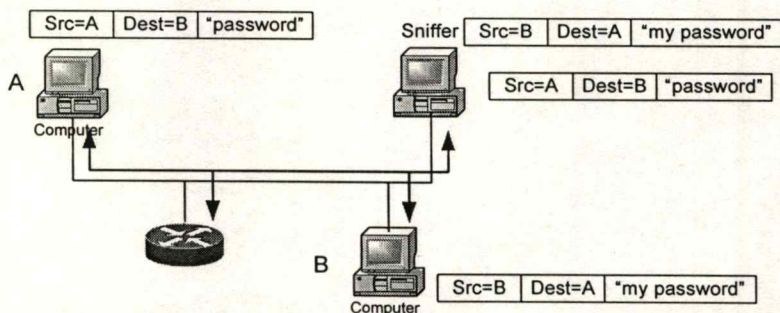 Src=A Dest=B "password"
Sniffer Src=B Dest=A "my password"
A
Src=A Dest=B "password"
Computer
B
Src=B Dest=A "my password"
Computer